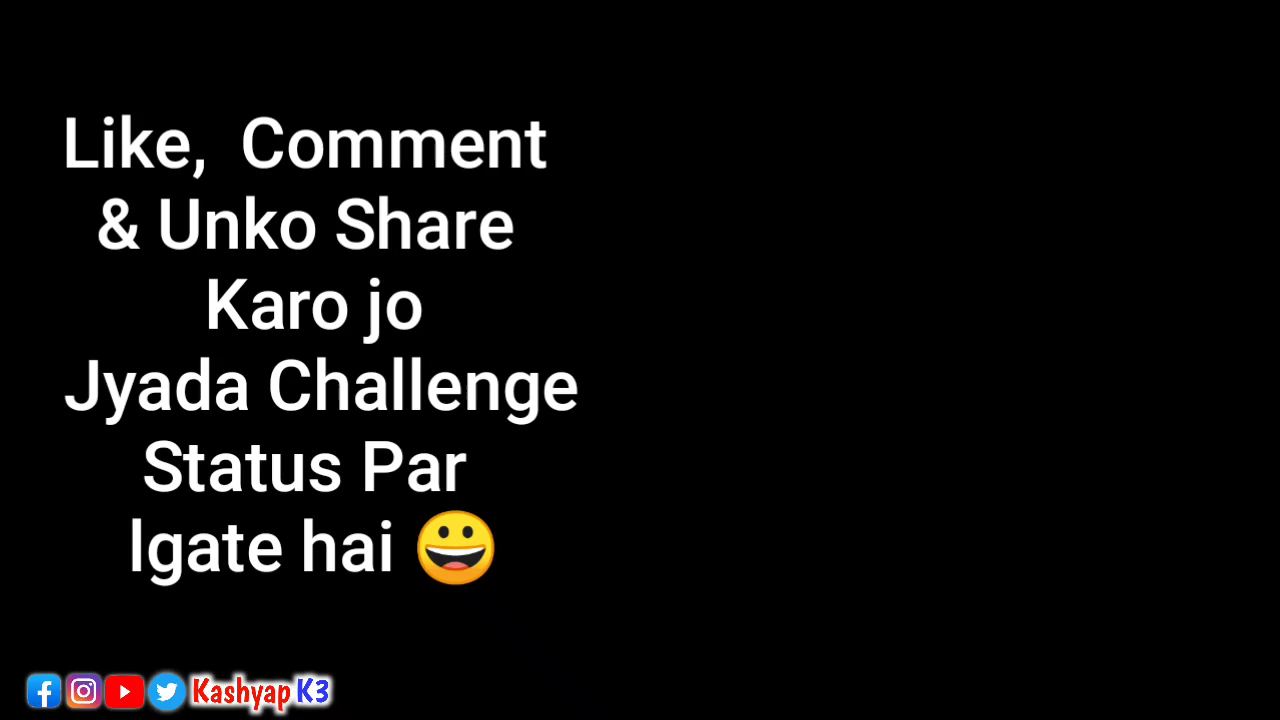 Like, Comment
& Unko Share
Karo jo
Jyada Challenge
Status Par
lgate hai 😀
Kashyap K3